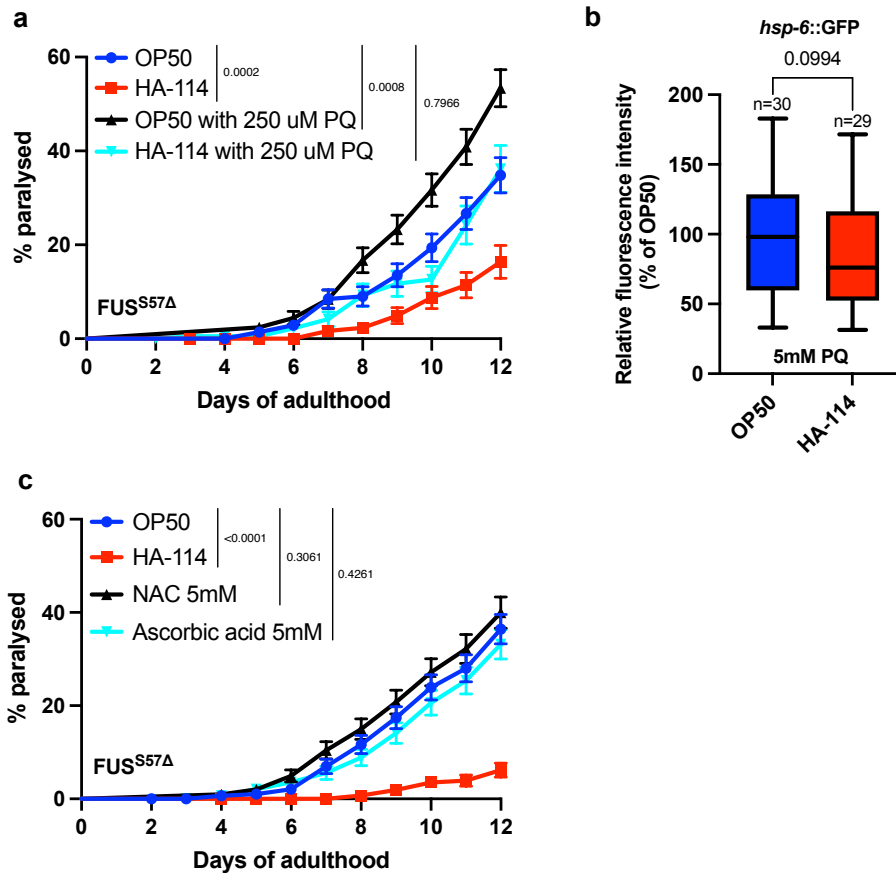 a
60
40
20
0
% paralysed
OP50
HA-114
OP50 with 250 uM PQ
HA-114 with 250 uM PQ
0.0002
0.0008
0.7966
FUSS57Δ
0 2 4 6 8 10 12
Days of adulthood
b
hsp-6::GFP
0.0994
n=30
n=29
200
150
100
50
0
Relative fluorescence intensity
(% of OP50)
5mM PQ
OP50
HA-114
c
60
40
20
0
% paralysed
OP50
HA-114
NAC 5mM
Ascorbic acid 5mM
<0.0001
0.3061
0.4261
FUSS57Δ
0 2 4 6 8 10 12
Days of adulthood